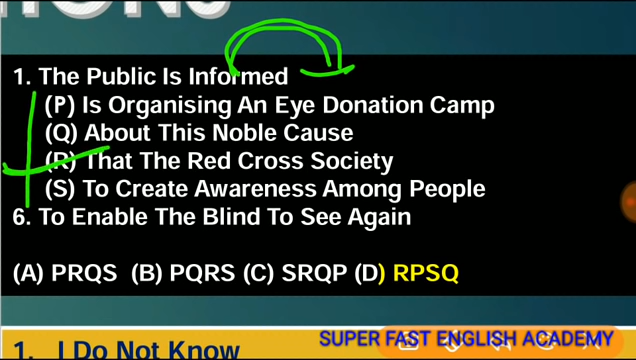 1. The Public Is Informed
(P) Is Organising An Eye Donation Camp
(Q) About This Noble Cause
(R) That The Red Cross Society
(S) To Create Awareness Among People
6. To Enable The Blind To See Again
(A) PRQS (B) PQRS (C) SRQP (D) RPSQ
SUPER FAST ENGLISH ACADEMY
1. I Do Not Know